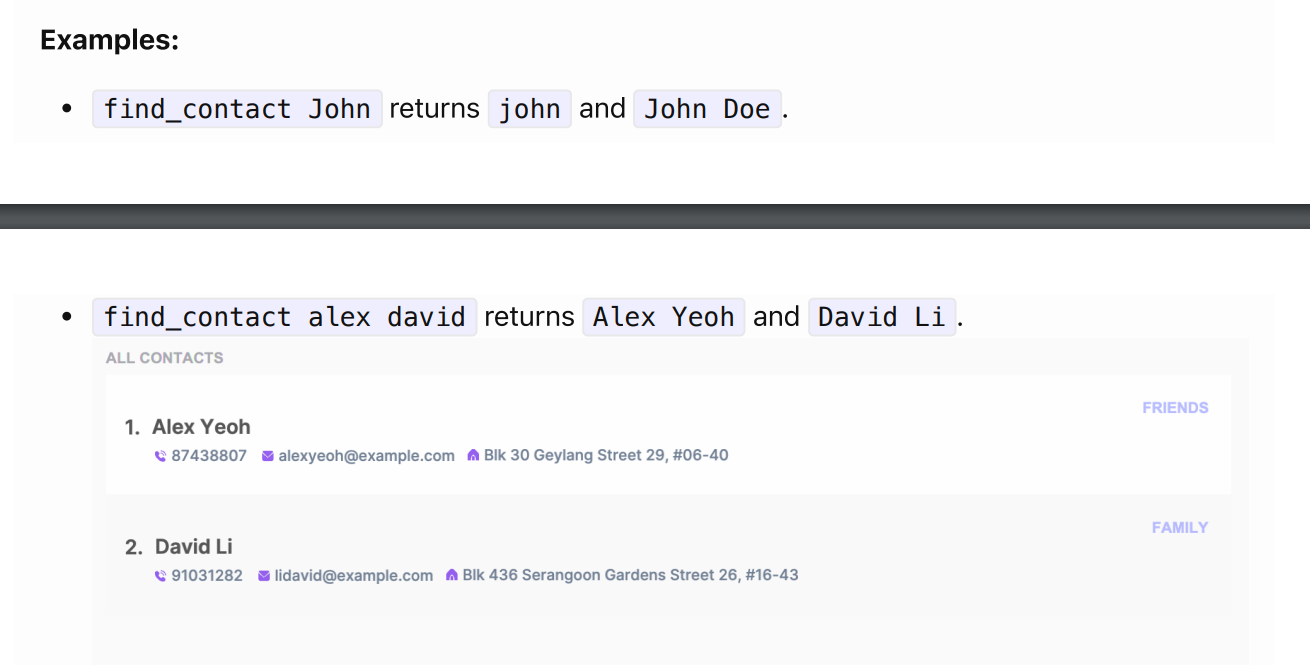 Examples:
• find_contact John returns john and John Doe.
• find_contact alex david returns Alex Yeoh and David Li.
ALL CONTACTS
FRIENDS
1. Alex Yeoh
87438807 alexyeoh@example.com Blk 30 Geylang Street 29, #06-40
FAMILY
2. David Li
91031282 lidavid@example.com Blk 436 Serangoon Gardens Street 26, #16-43